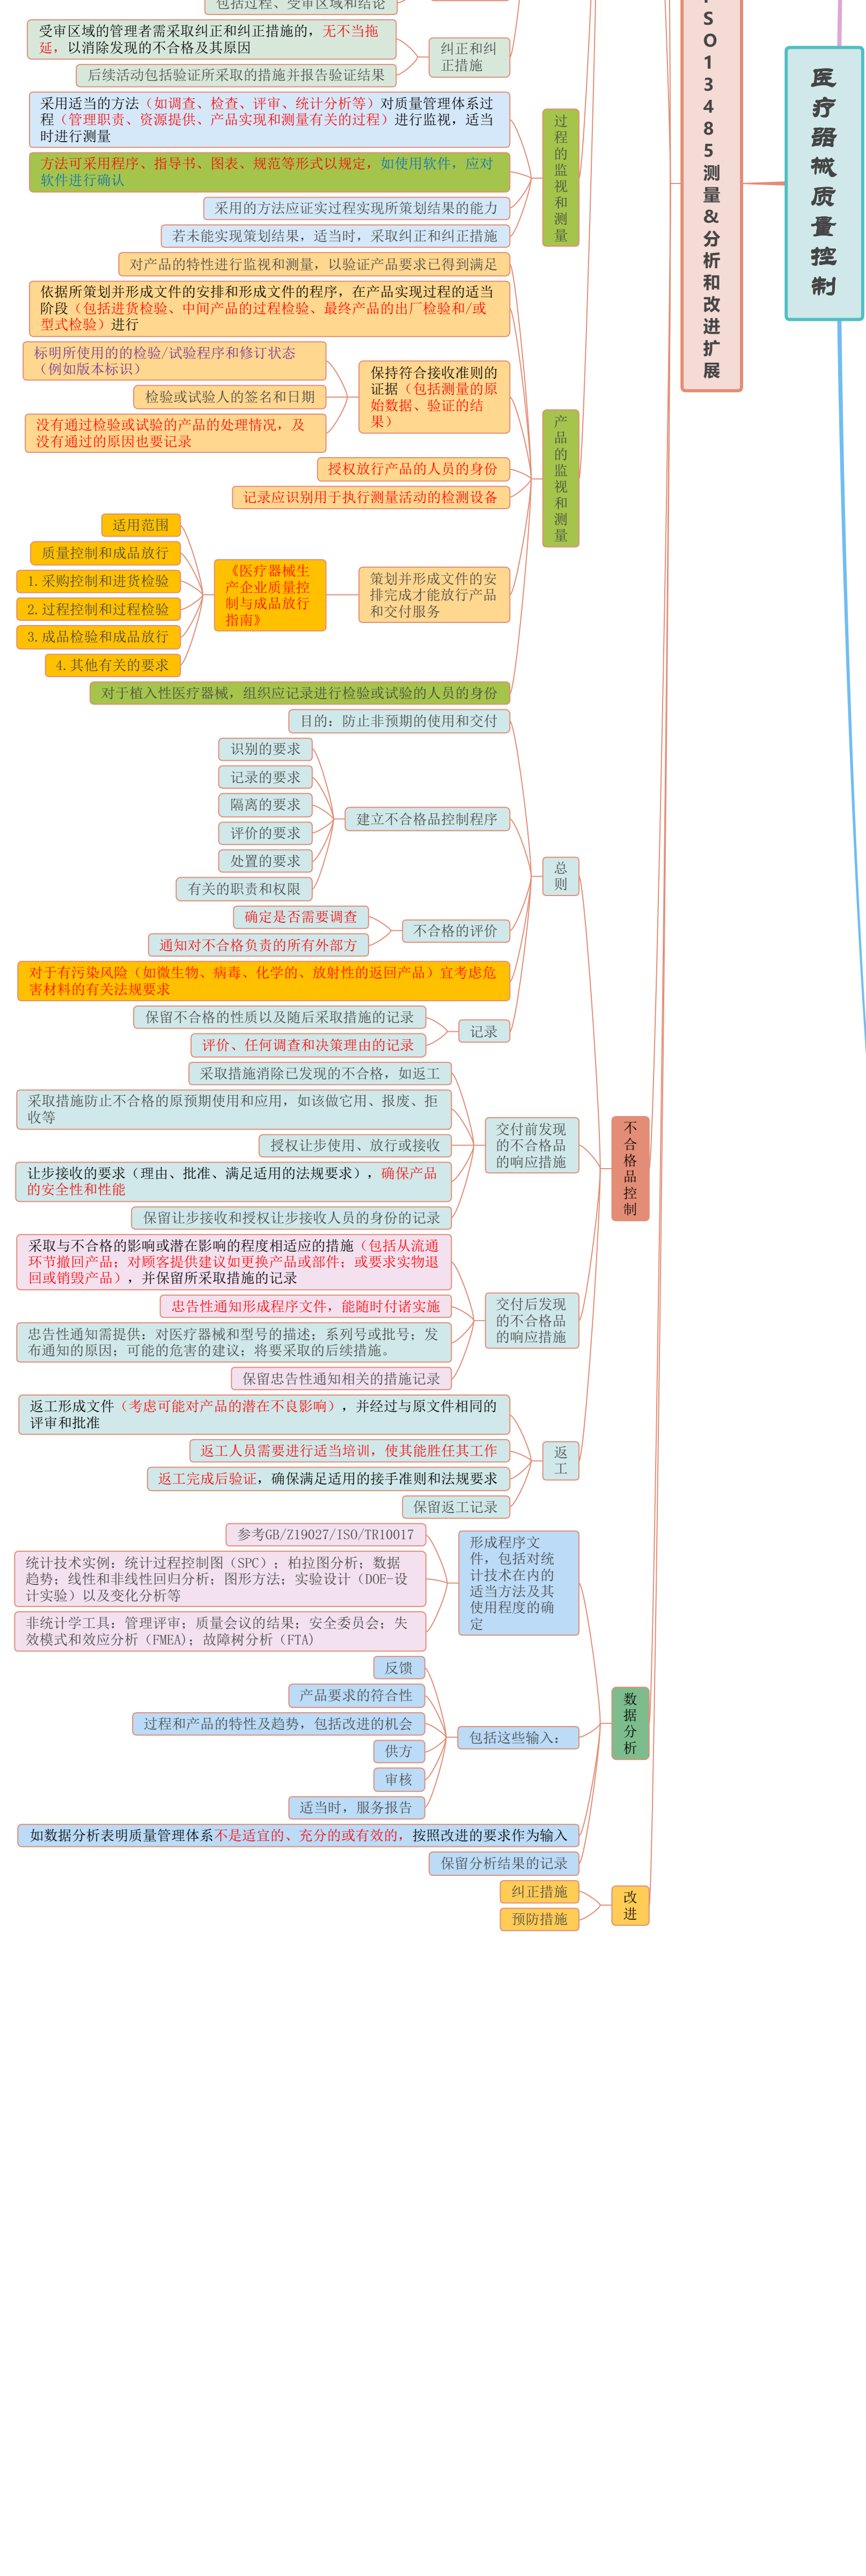 包括过程、受审区域和结论
受审区域的管理者需采取纠正和纠正措施的，无不当拖
延，以消除发现的不合格及其原因
后续活动包括验证所采取的措施并报告验证结果
纠正和纠
正措施
采用适当的方法（如调查、检查、评审、统计分析等）对质量管理体系过
程（管理职责、资源提供、产品实现和测量有关的过程）进行监视，适当
时进行测量
方法可采用程序、指导书、图表、规范等形式以规定，如使用软件，应对
软件进行确认
采用的方法应证实过程实现所策划结果的能力
若未能实现策划结果，适当时，采取纠正和纠正措施
过程的监视和测量
对产品的特性进行监视和测量，以验证产品要求已得到满足
依据所策划并形成文件的安排和形成文件的程序，在产品实现过程的适当
阶段（包括进货检验、中间产品的过程检验、最终产品的出厂检验和/或
型式检验）进行
标明所使用的的检验/试验程序和修订状态
（例如版本标识）
检验或试验人的签名和日期
没有通过检验或试验的产品的处理情况，及
没有通过的原因也要记录
保持符合接收准则的
证据（包括测量的原
始数据、验证的结
果）
授权放行产品的人员的身份
记录应识别用于执行测量活动的检测设备
适用范围
质量控制和成品放行
1.采购控制和进货检验
2.过程控制和过程检验
3.成品检验和成品放行
4.其他有关的要求
《医疗器械生
产企业质量控
制与成品放行
指南》
策划并形成文件的安
排完成才能放行产品
和交付服务
对于植入性医疗器械，组织应记录进行检验或试验的人员的身份
产品的监视和测量
目的：防止非预期的使用和交付
识别的要求
记录的要求
隔离的要求
评价的要求
处置的要求
有关的职责和权限
建立不合格品控制程序
确定是否需要调查
通知对不合格负责的所有外部方
不合格的评价
对于有污染风险（如微生物、病毒、化学的、放射性的返回产品）宜考虑危
害材料的有关法规要求
保留不合格的性质以及随后采取措施的记录
评价、任何调查和决策理由的记录
记录
总则
采取措施消除已发现的不合格，如返工
采取措施防止不合格的原预期使用和应用，如该做它用、报废、拒
收等
授权让步使用、放行或接收
让步接收的要求（理由、批准、满足适用的法规要求），确保产品
的安全性和性能
保留让步接收和授权让步接收人员的身份的记录
交付前发现
的不合格品
的响应措施
采取与不合格的影响或潜在影响的程度相适应的措施（包括从流通
环节撤回产品；对顾客提供建议如更换产品或部件；或要求实物退
回或销毁产品），并保留所采取措施的记录
忠告性通知形成程序文件，能随时付诸实施
忠告性通知需提供：对医疗器械和型号的描述；系列号或批号；发
布通知的原因；可能的危害的建议；将要采取的后续措施。
保留忠告性通知相关的措施记录
交付后发现
的不合格品
的响应措施
返工形成文件（考虑可能对产品的潜在不良影响），并经过与原文件相同的
评审和批准
返工人员需要进行适当培训，使其能胜任其工作
返工完成后验证，确保满足适用的接手准则和法规要求
保留返工记录
返工
不合格品控制
参考GB/Z19027/ISO/TR10017
统计技术实例：统计过程控制图（SPC）；柏拉图分析；数据
趋势；线性和非线性回归分析；图形方法；实验设计（DOE-设
计实验）以及变化分析等
非统计学工具：管理评审；质量会议的结果；安全委员会；失
效模式和效应分析（FMEA)；故障树分析（FTA)
形成程序文
件，包括对统
计技术在内的
适当方法及其
使用程度的确
定
反馈
产品要求的符合性
过程和产品的特性及趋势，包括改进的机会
供方
审核
适当时，服务报告
包括这些输入：
如数据分析表明质量管理体系不是适宜的、充分的或有效的，按照改进的要求作为输入
保留分析结果的记录
数据分析
纠正措施
预防措施
改进
SO13485测量&分析和改进扩展
医疗器械质量控制